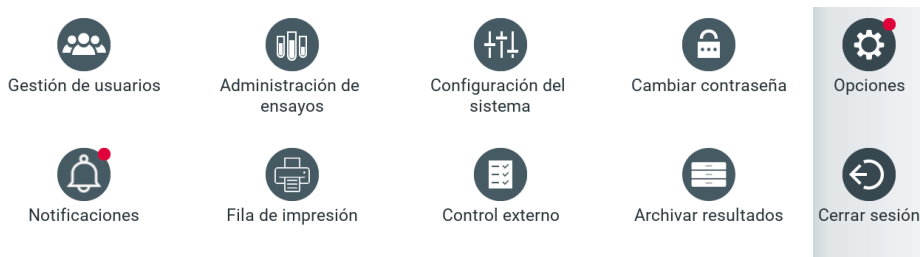 Gestión de usuarios
Administración de
ensayos
Configuración del
sistema
Cambiar contraseña
Opciones
Notificaciones
Fila de impresión
Control externo
Archivar resultados
Cerrar sesión